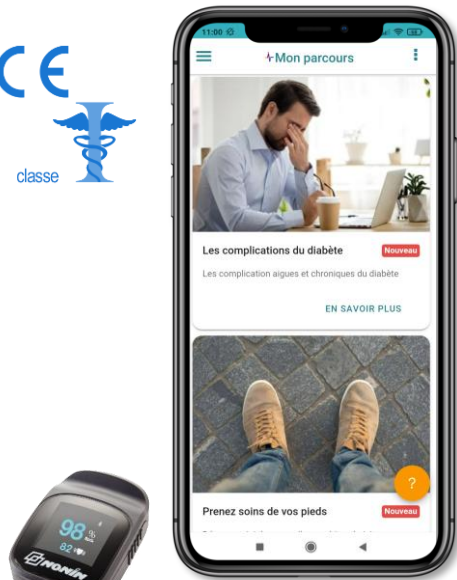 CE
classe I
11:00
Mon parcours
Les complications du diabète
Nouveau
Les complication aigues et chroniques du diabète
EN SAVOIR PLUS
?
Prenez soins de vos pieds
Nouveau
98 %
82
NONIN